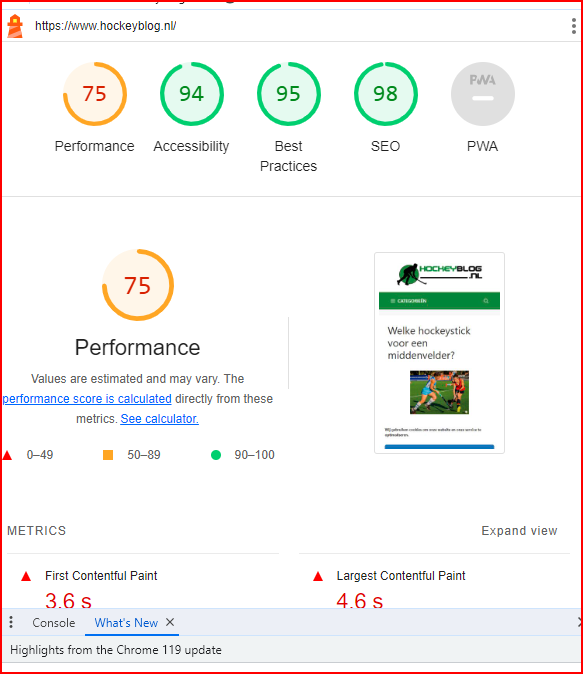 https://www.hockeyblog.nl/
75
94
95
98
PWA
Performance
Accessibility
Best
Practices
SEO
PWA
75
Performance
Values are estimated and may vary. The
performance score is calculated directly from these
metrics. See calculator.
0–49
50–89
90–100
HOCKEYBLOG
.NL
CATEGORIEËN
Welke hockeystick
voor een
middenvelder?
Wij gebruiken cookies om onze website en onze service te
optimaliseren.
METRICS
Expand view
First Contentful Paint
3.6 s
Largest Contentful Paint
4.6 s
Console
What's New
Highlights from the Chrome 119 update